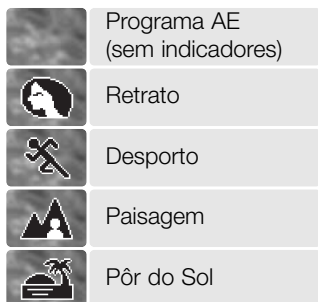 Programa AE
(sem indicadores)
Retrato
Desporto
Paisagem
Pôr do Sol